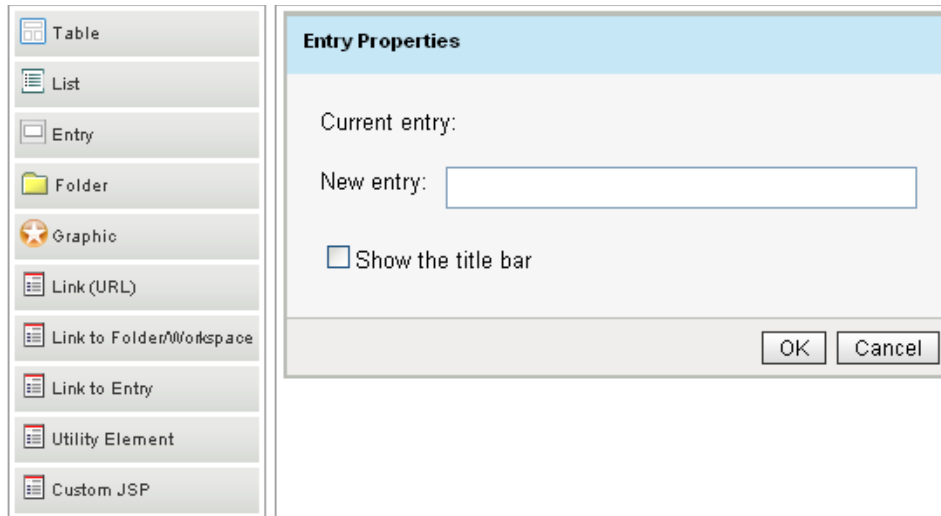 Table
List
Entry
Folder
Graphic
Link (URL)
Link to Folder/Workspace
Link to Entry
Utility Element
Custom JSP
Entry Properties
Current entry:
New entry:
Show the title bar
OK Cancel